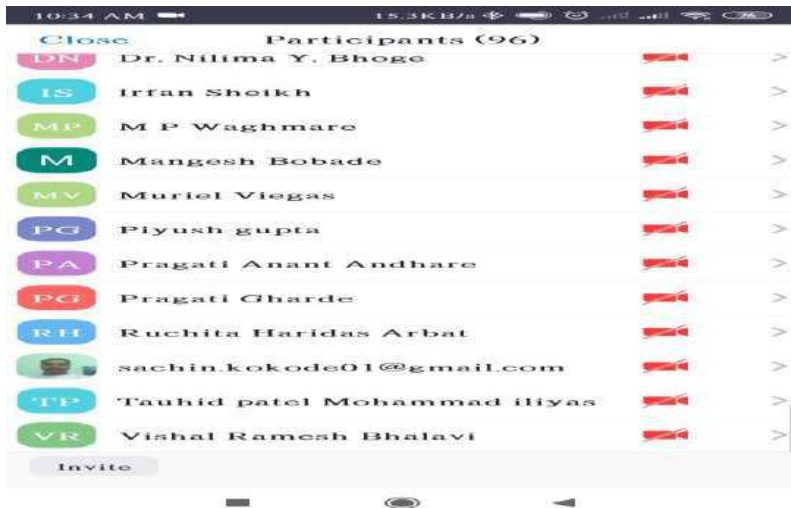 10:34 AM 15.3KB/s 76
Close Participants (96)
DN Dr. Nilima Y. Bhoge
IS Irfan Sheikh
MP M P Waghmare
M Mangesh Bobade
MV Muriel Viegas
PG Piyush gupta
PA Pragati Anant Andhare
PG Pragati Gharde
RH Ruchita Haridas Arbat
sachin.kokode01@gmail.com
TP Tauhid patel Mohammad iliyas
VR Vishal Ramesh Bhalavi
Invite